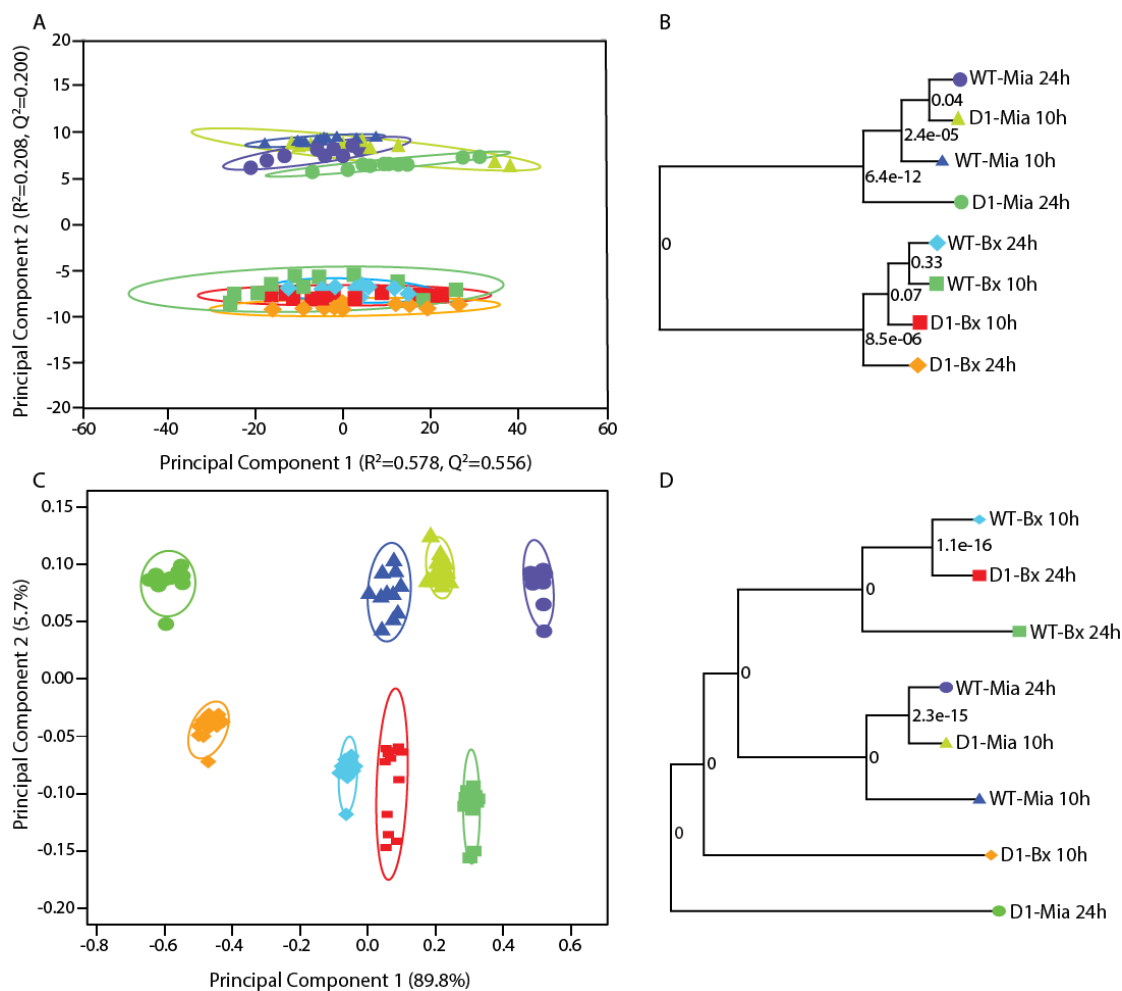 A
Principal Component 2 (R²=0.208, Q²=0.200)
20
15
10
5
0
-5
-10
-15
-20
-60
-40
-20
0
20
40
60
Principal Component 1 (R²=0.578, Q²=0.556)
B
WT-Mia 24h
0.04
D1-Mia 10h
2.4e-05
WT-Mia 10h
6.4e-12
D1-Mia 24h
0
WT-Bx 24h
0.33
WT-Bx 10h
0.07
D1-Bx 10h
8.5e-06
D1-Bx 24h
C
Principal Component 2 (5.7%)
0.15
0.10
0.05
0.00
-0.05
-0.10
-0.15
-0.20
-0.8
-0.6
-0.4
-0.2
0.0
0.2
0.4
0.6
Principal Component 1 (89.8%)
D
WT-Bx 10h
1.1e-16
D1-Bx 24h
0
WT-Bx 24h
0
WT-Mia 24h
2.3e-15
D1-Mia 10h
0
0
WT-Mia 10h
0
D1-Bx 10h
D1-Mia 24h